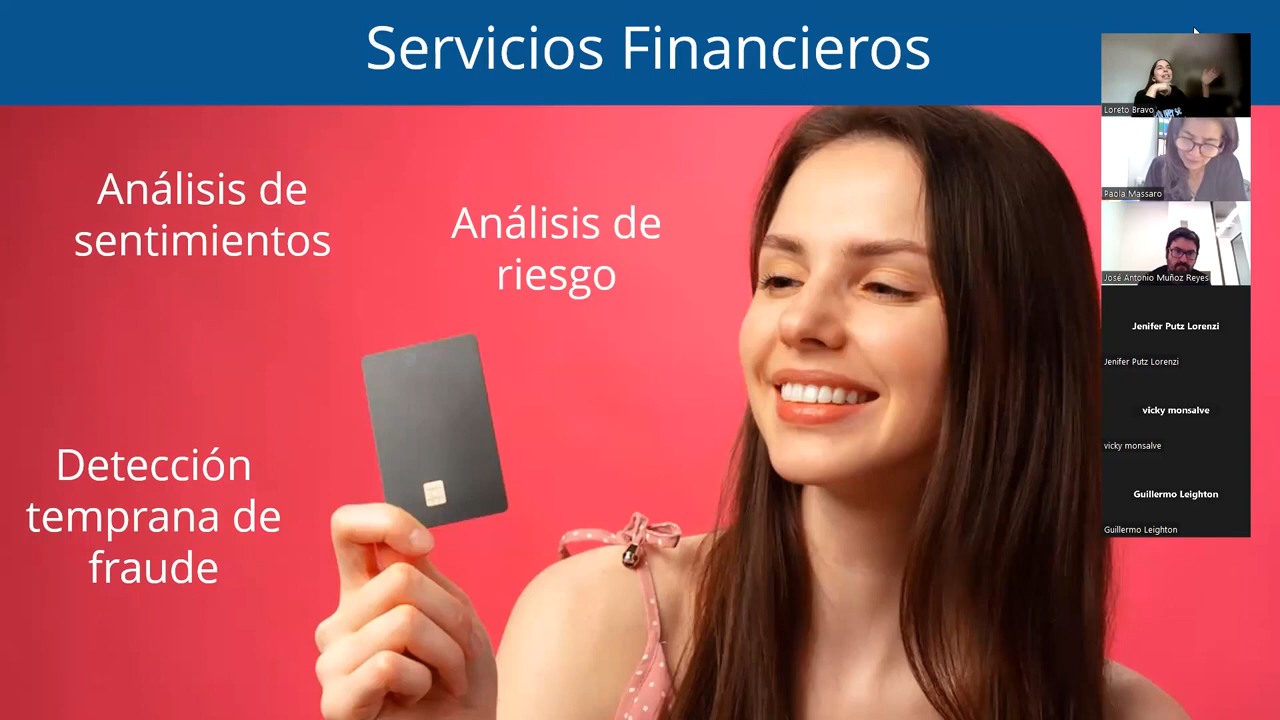 Servicios Financieros
Análisis de
sentimientos
Análisis de
riesgo
Detección
temprana de
fraude
Loreto Bravo
Paola Massaro
José Antonio Muñoz Reyes
Jenifer Putz Lorenzi
Jenifer Putz Lorenzi
vicky monsalve
vicky monsalve
Guillermo Leighton
Guillermo Leighton